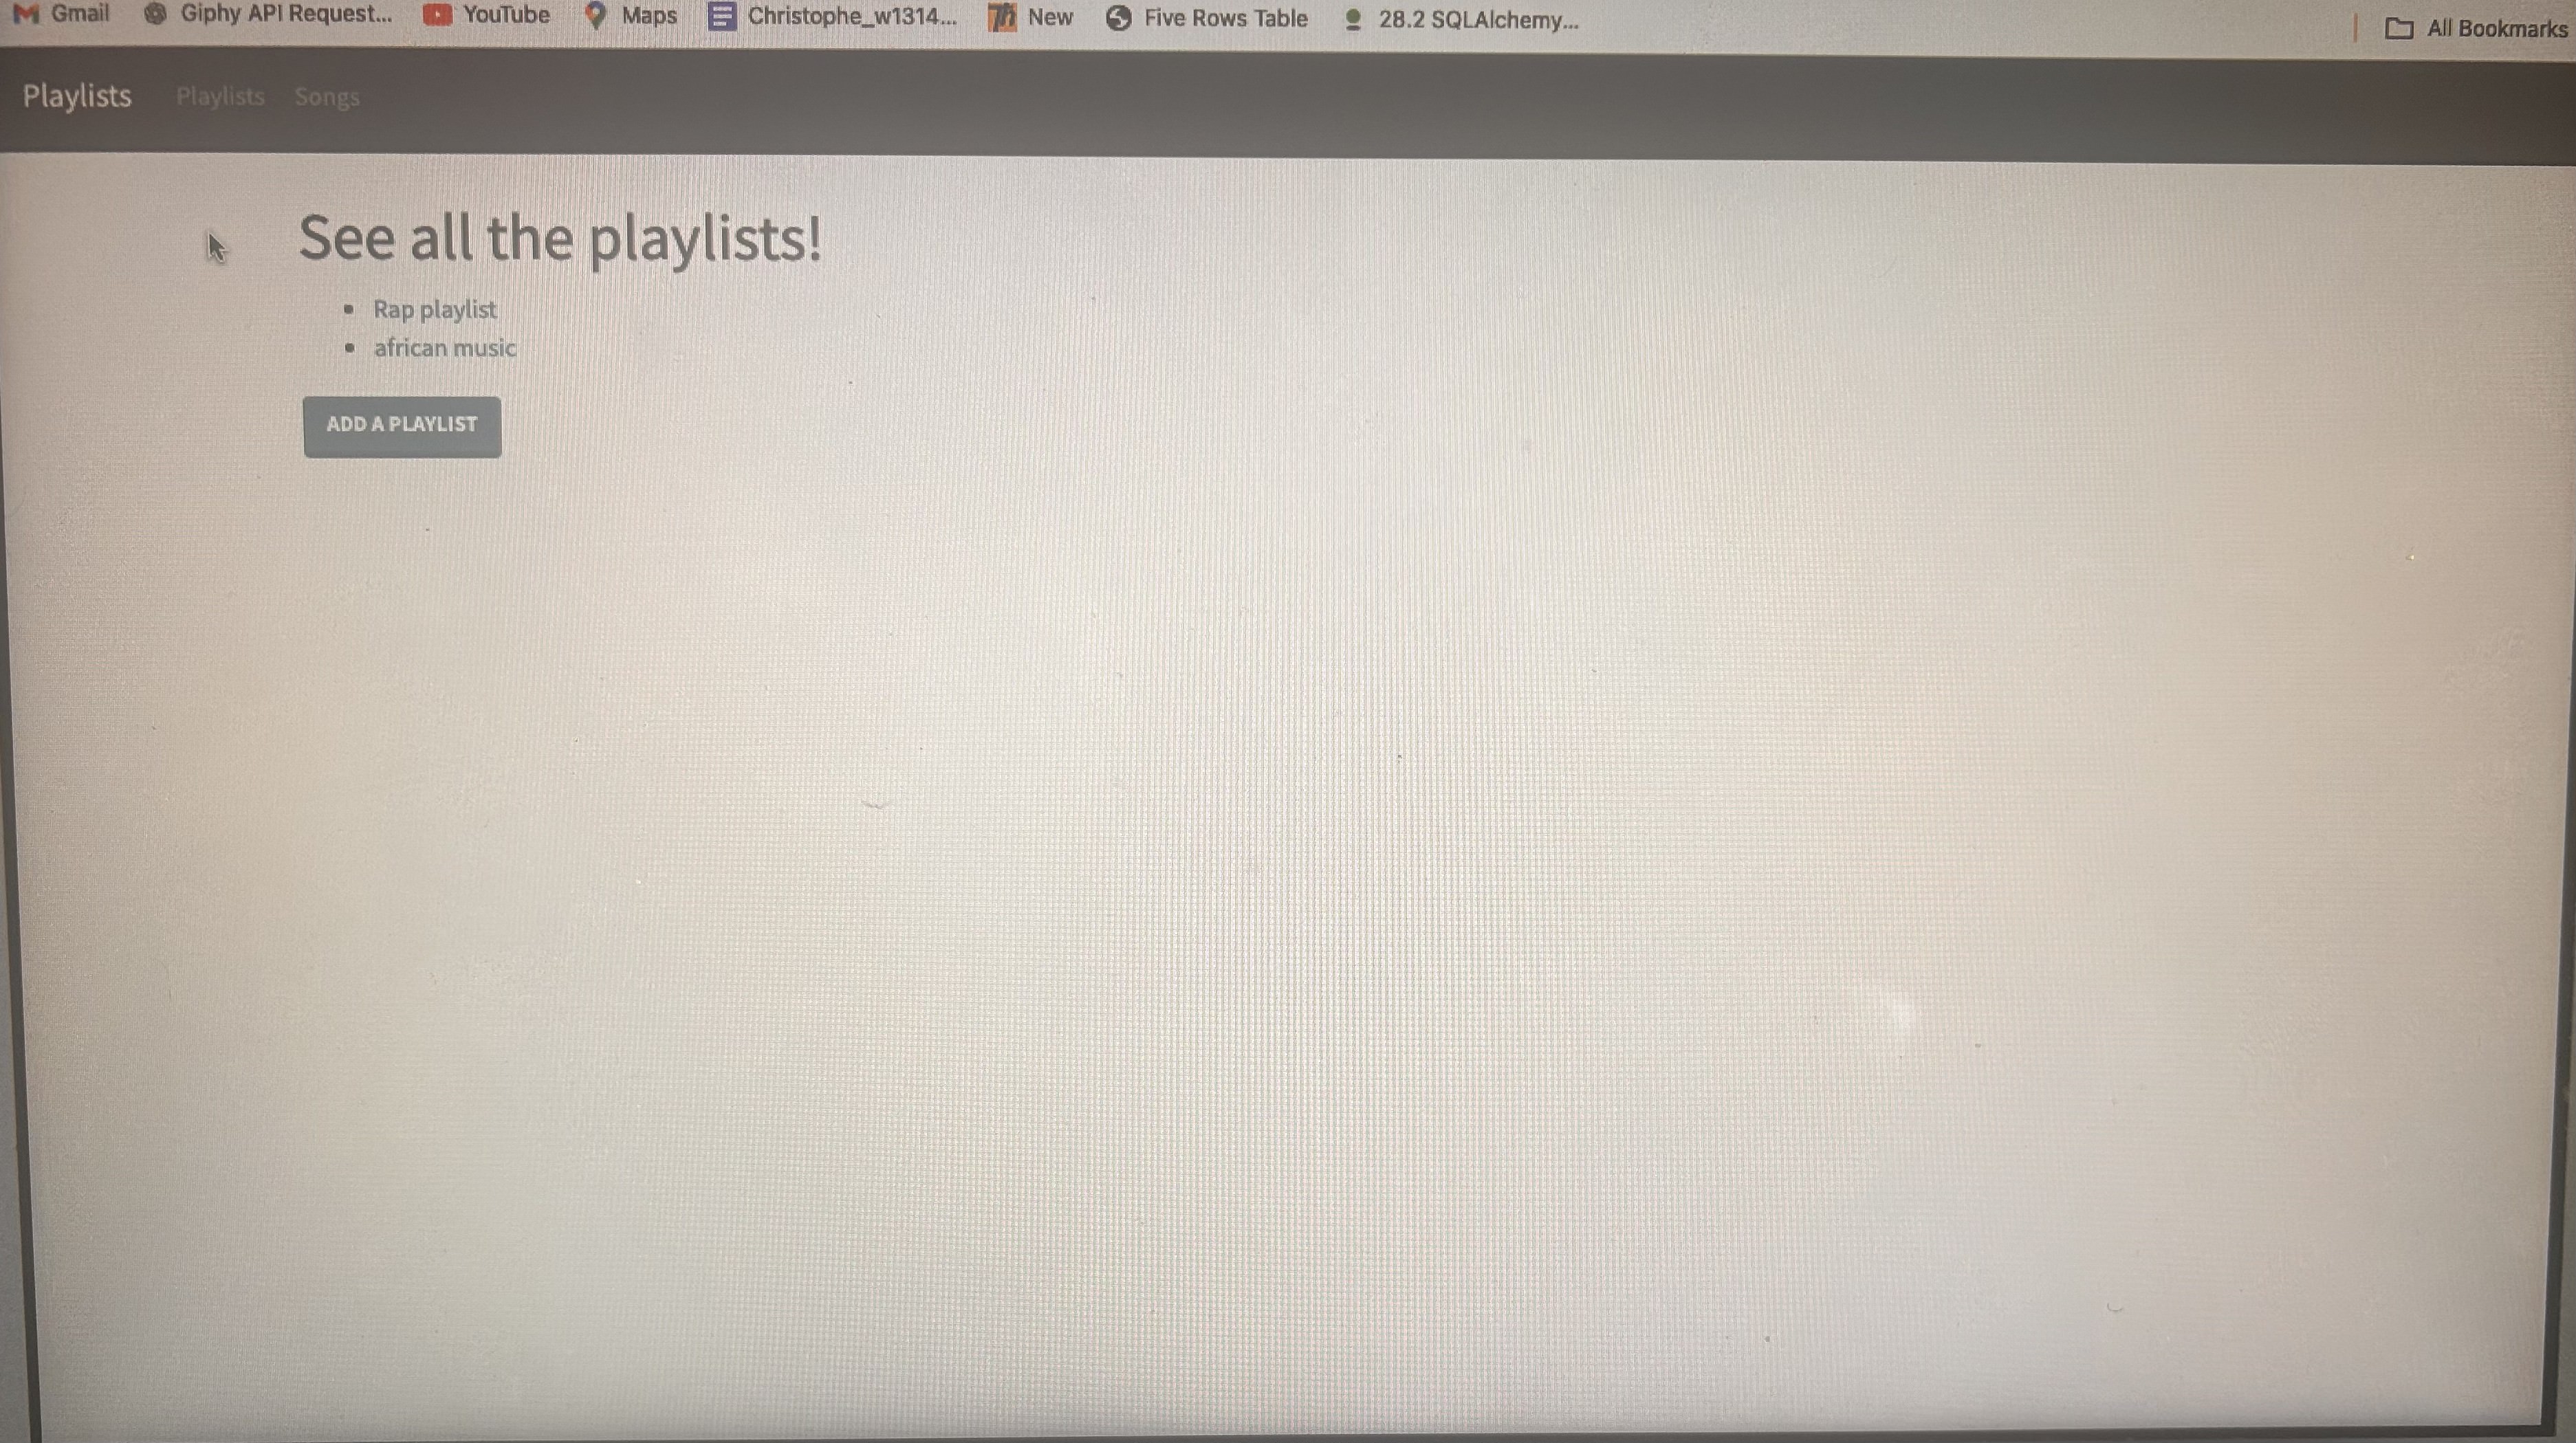 Gmail Giphy API Request... YouTube Maps Christophe_w1314... New Five Rows Table 28.2 SQLAlchemy... All Bookmarks
Playlists Playlists Songs
See all the playlists!
Rap playlist
african music
ADD A PLAYLIST